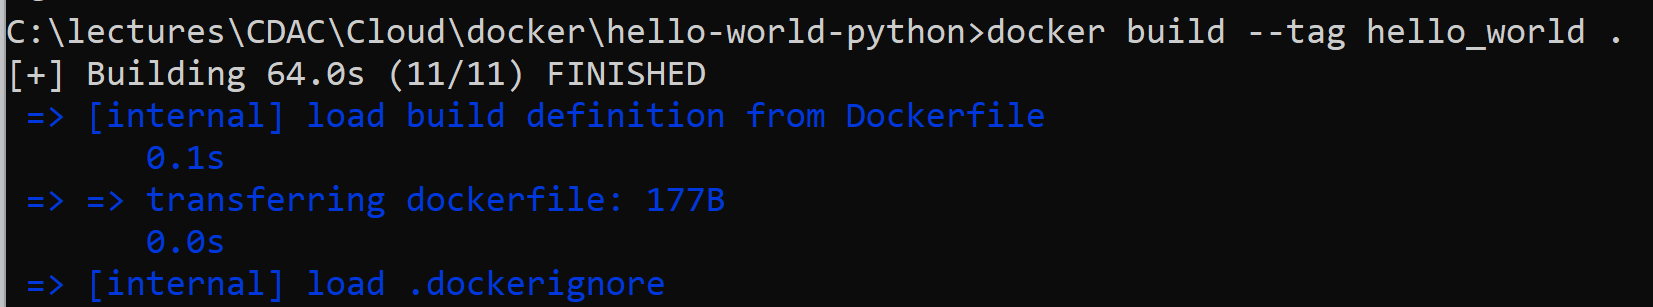 C:\lectures\CDAC\Cloud\docker\hello-world-python>docker build --tag hello_world .
[+] Building 64.0s (11/11) FINISHED
=> [internal] load build definition from Dockerfile
0.1s
=> => transferring dockerfile: 177B
0.0s
=> [internal] load .dockerignore